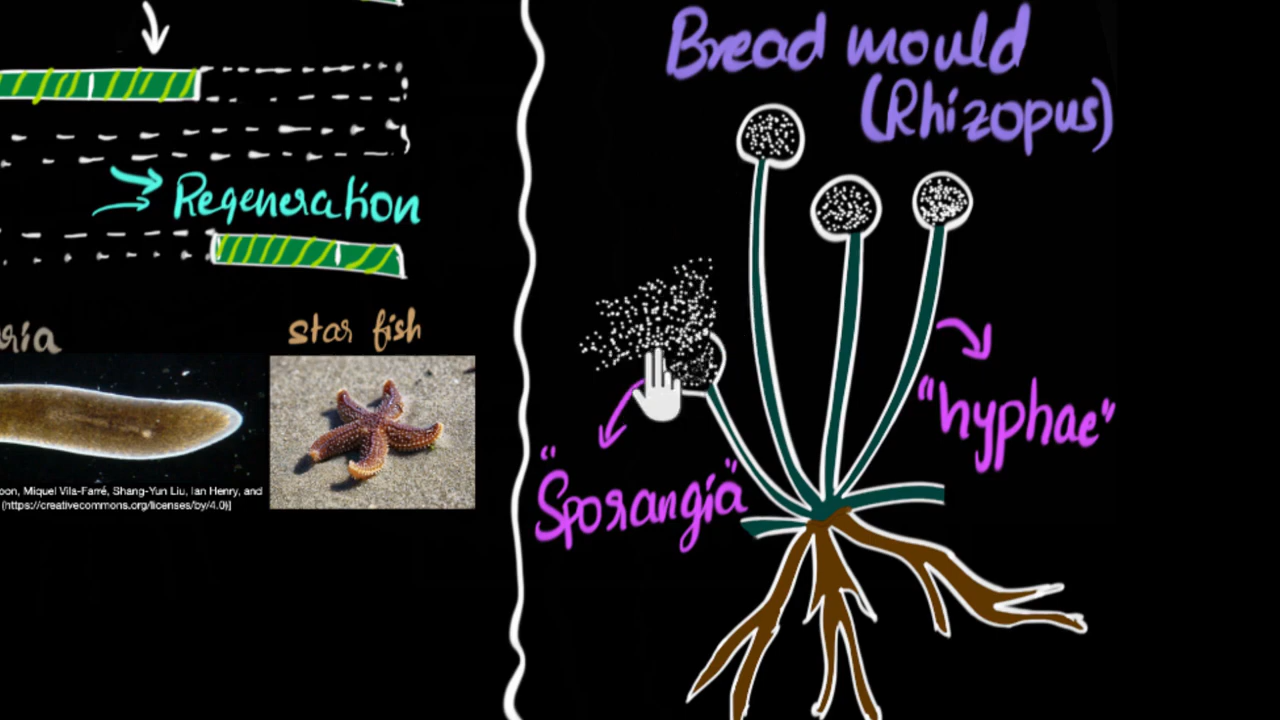 Regeneration
ria
star fish
oon, Miquel Vila-Farré, Shang-Yun Liu, Ian Henry, and
(https://creativecommons.org/licenses/by/4.0)]
Bread mould
(Rhizopus)
"hyphae"
"Sporangia"